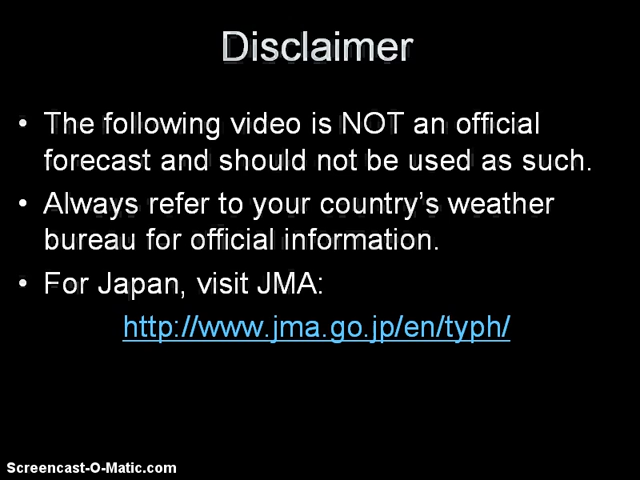 Disclaimer
• The following video is NOT an official
forecast and should not be used as such.
• Always refer to your country’s weather
bureau for official information.
• For Japan, visit JMA:
http://www.jma.go.jp/en/typh/
Screencast-O-Matic.com